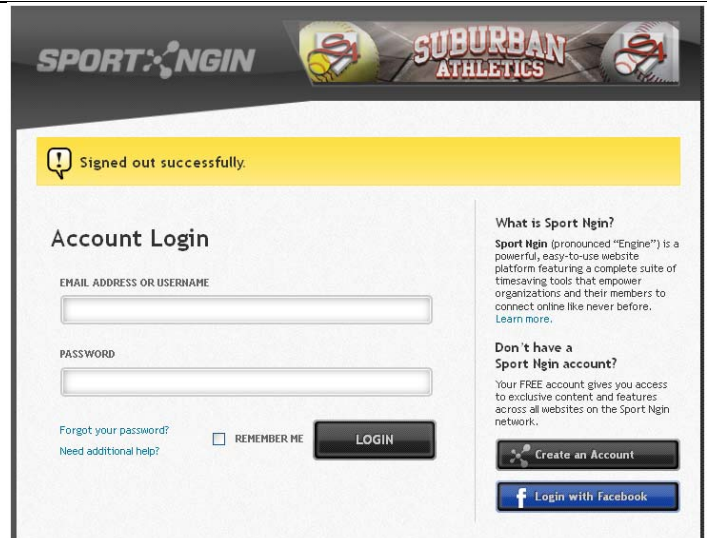 SPORT NGIN
SUBURBAN
ATHLETICS
Signed out successfully.
Account Login
EMAIL ADDRESS OR USERNAME
PASSWORD
Forgot your password?
Need additional help?
REMEMBER ME
LOGIN
What is Sport Ngin?
Sport Ngin (pronounced “Engine”) is a
powerful, easy-to-use website
platform featuring a complete suite of
timesaving tools that empower
organizations and their members to
connect online like never before.
Learn more.
Don't have a
Sport Ngin account?
Your FREE account gives you access
to exclusive content and features
across all websites on the Sport Ngin
network.
Create an Account
f Login with Facebook